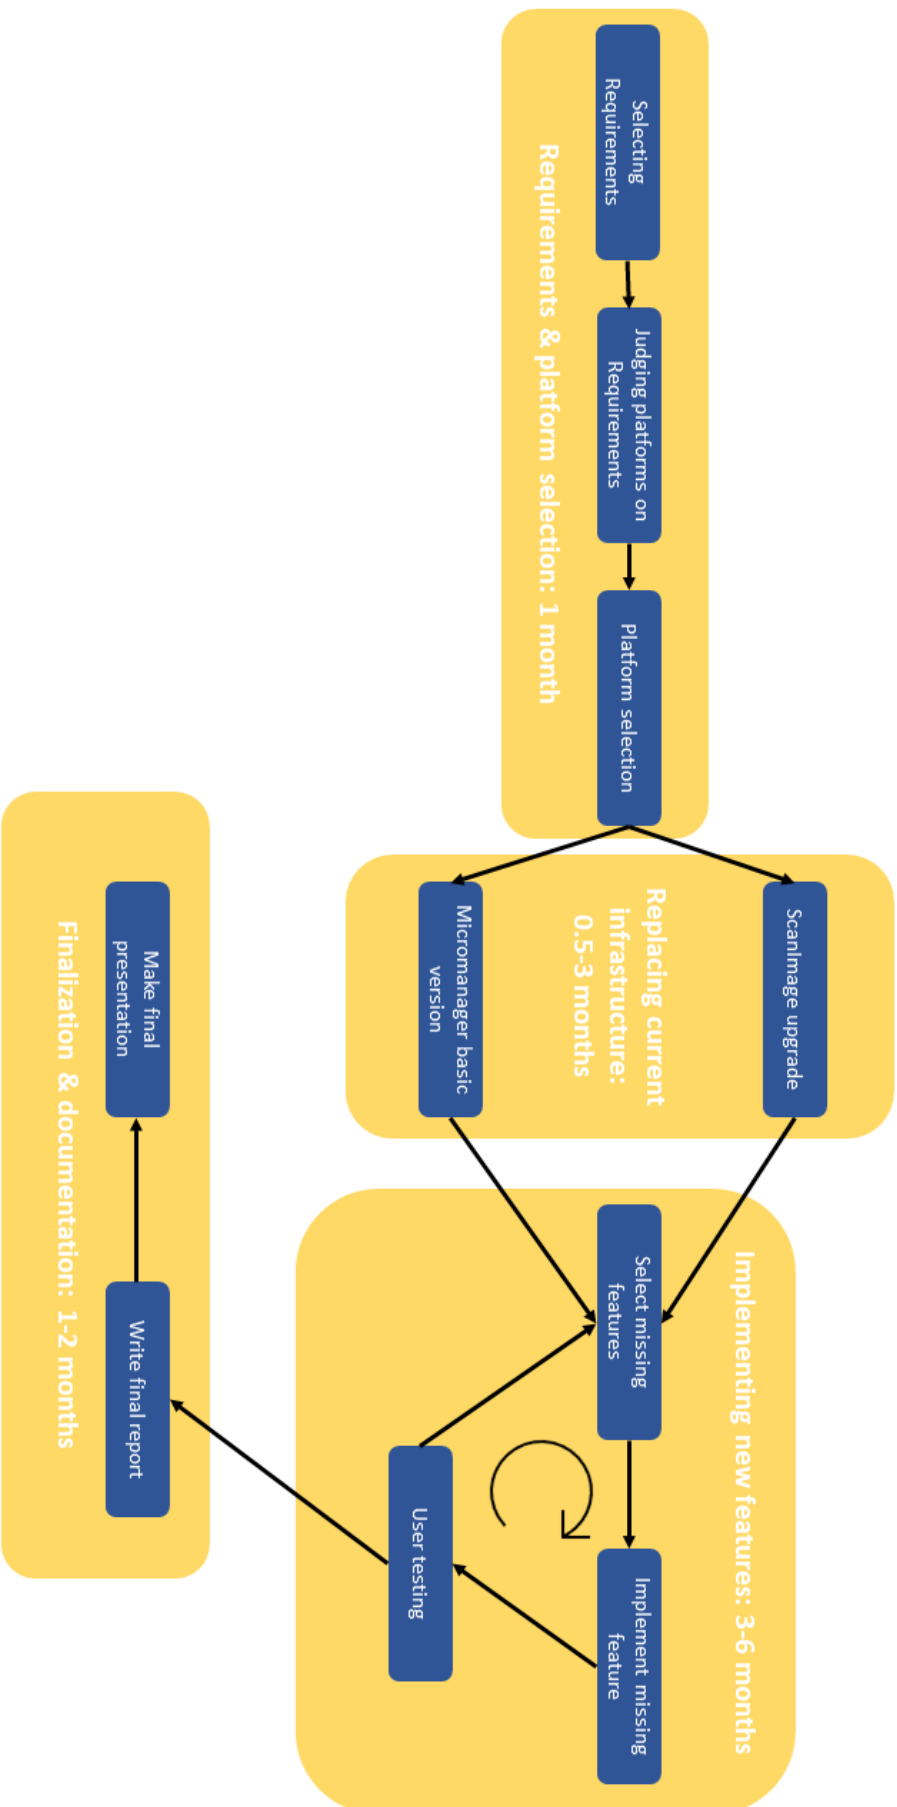 Selecting
Requirements
Judging platforms on
Requirements
Platform selection
Requirements & platform selection: 1 month
ScanImage upgrade
Replacing current
infrastructure:
0.5-3 months
Micromanager basic
version
Implementing new features: 3-6 months
Select missing
features
Implement missing
feature
User testing
Write final report
Make final
presentation
Finalization & documentation: 1-2 months